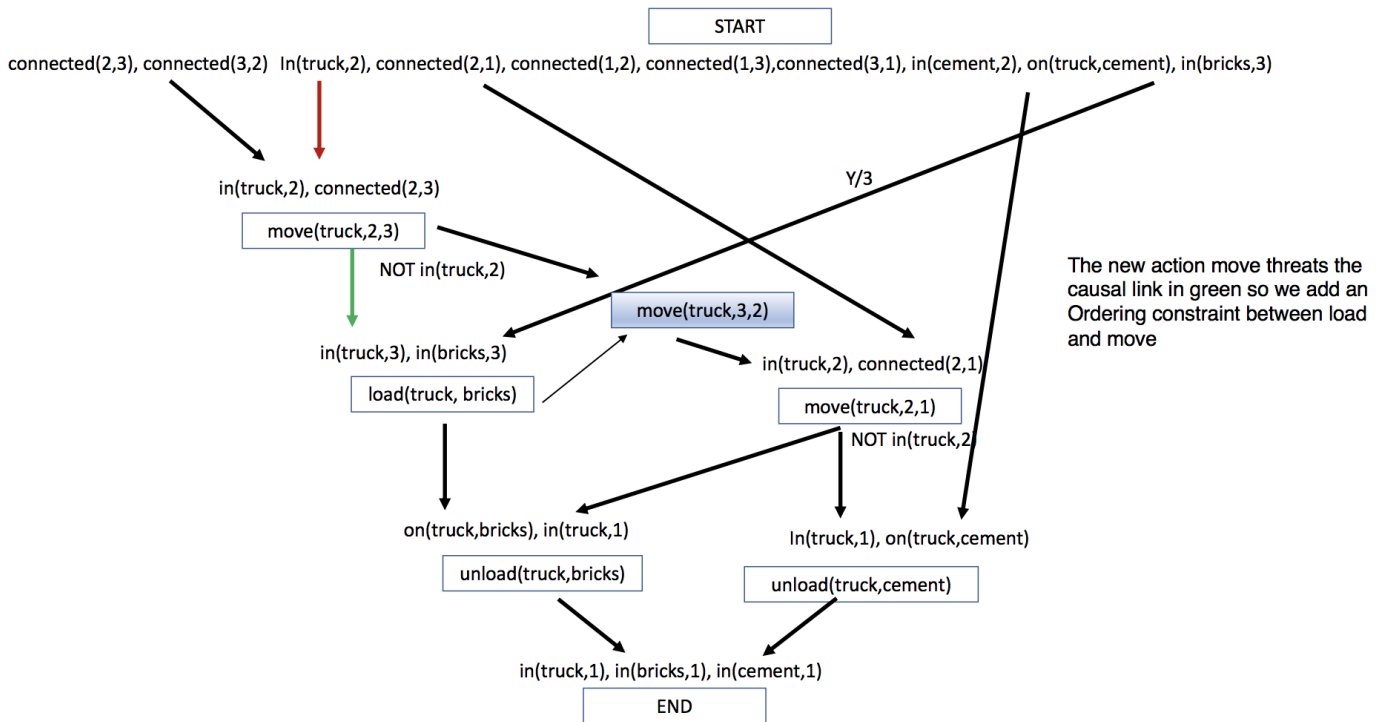 START
connected(2,3), connected(3,2) In(truck,2), connected(2,1), connected(1,2), connected(1,3),connected(3,1), in(cement,2), on(truck,cement), in(bricks,3)
Y/3
in(truck,2), connected(2,3)
move(truck,2,3)
NOT in(truck,2)
The new action move threats the
causal link in green so we add an
Ordering constraint between load
and move
move(truck,3,2)
in(truck,3), in(bricks,3)
in(truck,2), connected(2,1)
load(truck, bricks)
move(truck,2,1)
NOT in(truck,2)
on(truck,bricks), in(truck,1)
In(truck,1), on(truck,cement)
unload(truck,bricks)
unload(truck,cement)
in(truck,1), in(bricks,1), in(cement,1)
END